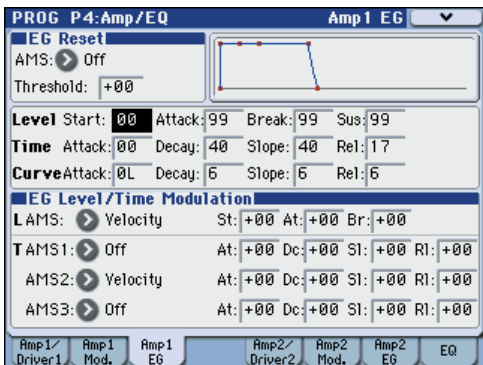 PROG P4:Amp/EQ Amp1 EG
EG Reset
AMS: Off
Threshold: +00
Level Start: 00 Attack: 99 Break: 99 Sus: 99
Time Attack: 00 Decay: 40 Slope: 40 Rel: 17
Curve Attack: 0L Decay: 6 Slope: 6 Rel: 6
EG Level/Time Modulation
L AMS: Velocity St: +00 At: +00 Br: +00
T AMS1: Off At: +00 Dc: +00 Sl: +00 Rl: +00
AMS2: Velocity At: +00 Dc: +00 Sl: +00 Rl: +00
AMS3: Off At: +00 Dc: +00 Sl: +00 Rl: +00
Amp1/ Driver1 Amp1 Mod. Amp1 EG Amp2/ Driver2 Amp2 Mod. Amp2 EG EQ